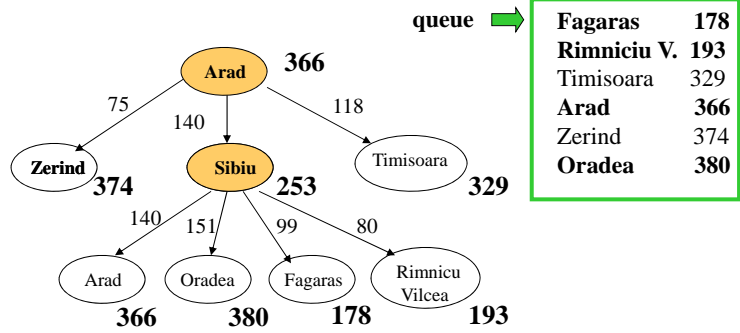 queue
Fagaras 178
Rimniciu V. 193
Timisoara 329
Arad 366
Zerind 374
Oradea 380
Arad 366
75
140
118
Zerind 374
Sibiu 253
Timisoara 329
140
151
99
80
Arad 366
Oradea 380
Fagaras 178
Rimnicu
Vilcea 193